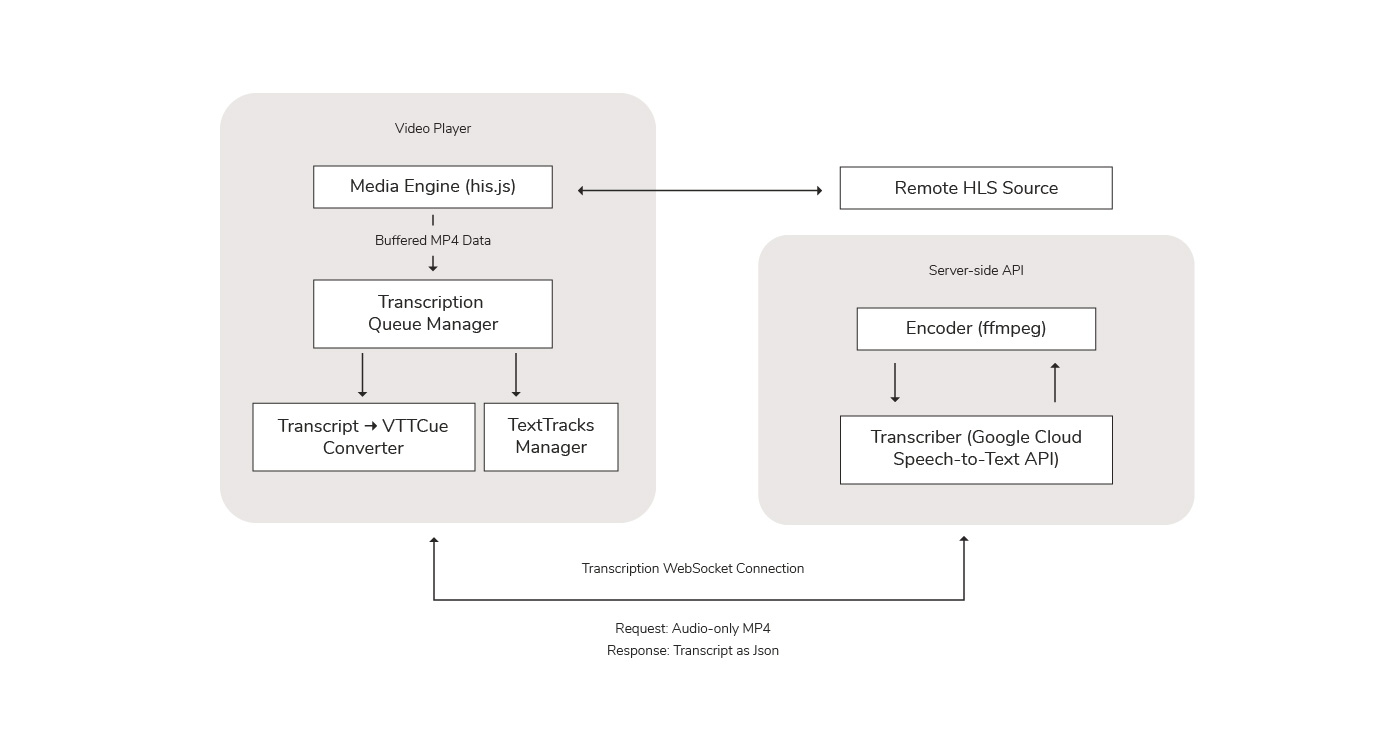 Video Player
Media Engine (his.js)
Buffered MP4 Data
Transcription
Queue Manager
Transcript ➝ VTTCue
Converter
TextTracks
Manager
Remote HLS Source
Server-side API
Encoder (ffmpeg)
Transcriber (Google Cloud
Speech-to-Text API)
Transcription WebSocket Connection
Request: Audio-only MP4
Response: Transcript as Json